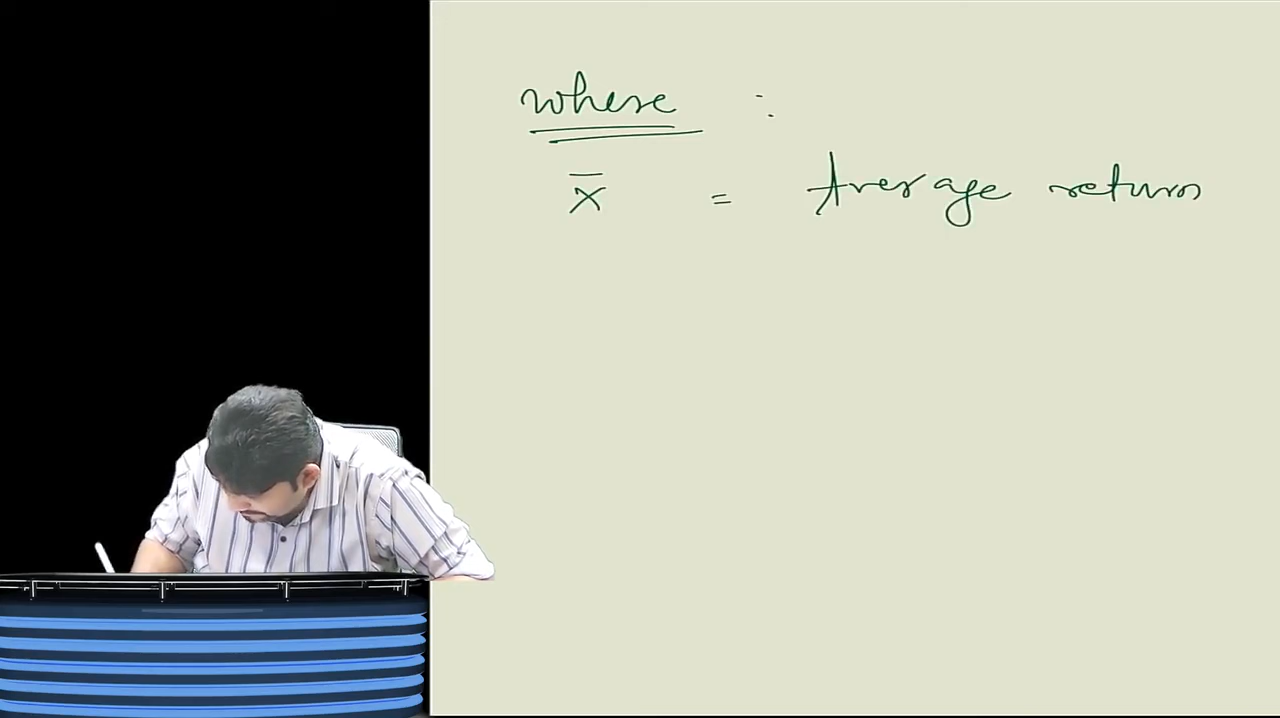 where :
x̄ = Average return